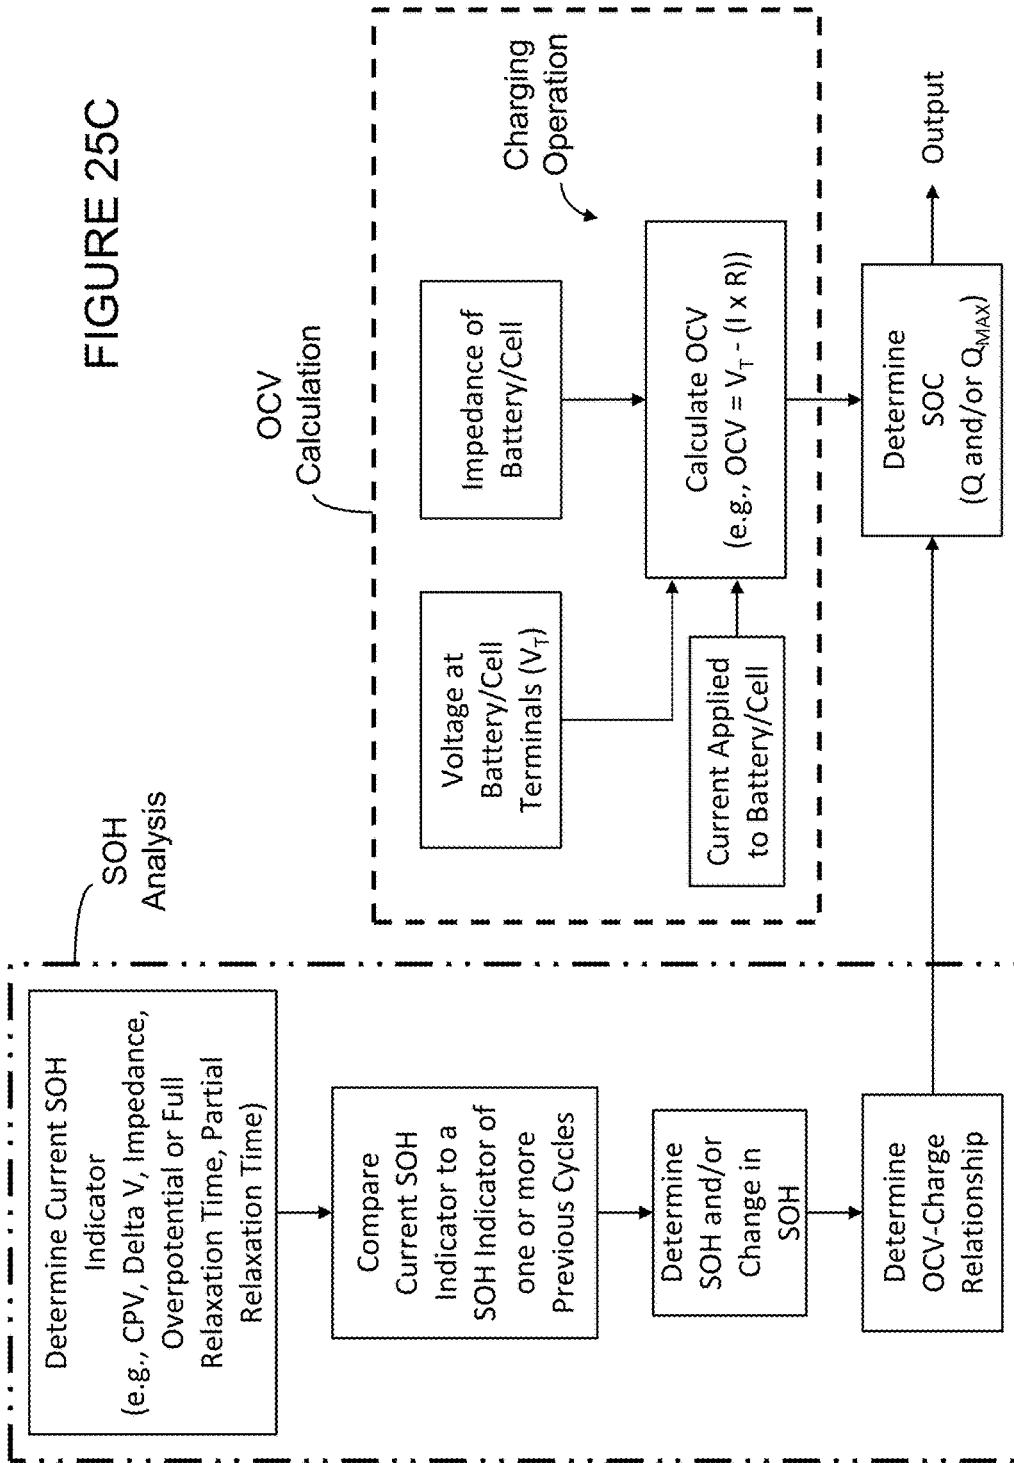 FIGURE 25C
SOH
Analysis
Determine Current SOH
Indicator
(e.g., CPV, Delta V, Impedance,
Overpotential or Full
Relaxation Time, Partial
Relaxation Time)
Compare
Current SOH
Indicator to a
SOH Indicator of
one or more
Previous Cycles
Determine
SOH and/or
Change in
SOH
Determine
OCV-Charge
Relationship
OCV
Calculation
Voltage at
Battery/Cell
Terminals (V_T)
Impedance of
Battery/Cell
Charging
Operation
Current Applied
to Battery/Cell
Calculate OCV
(e.g., OCV = V_T - (I x R))
Determine
SOC
(Q and/or Q_MAX)
Output